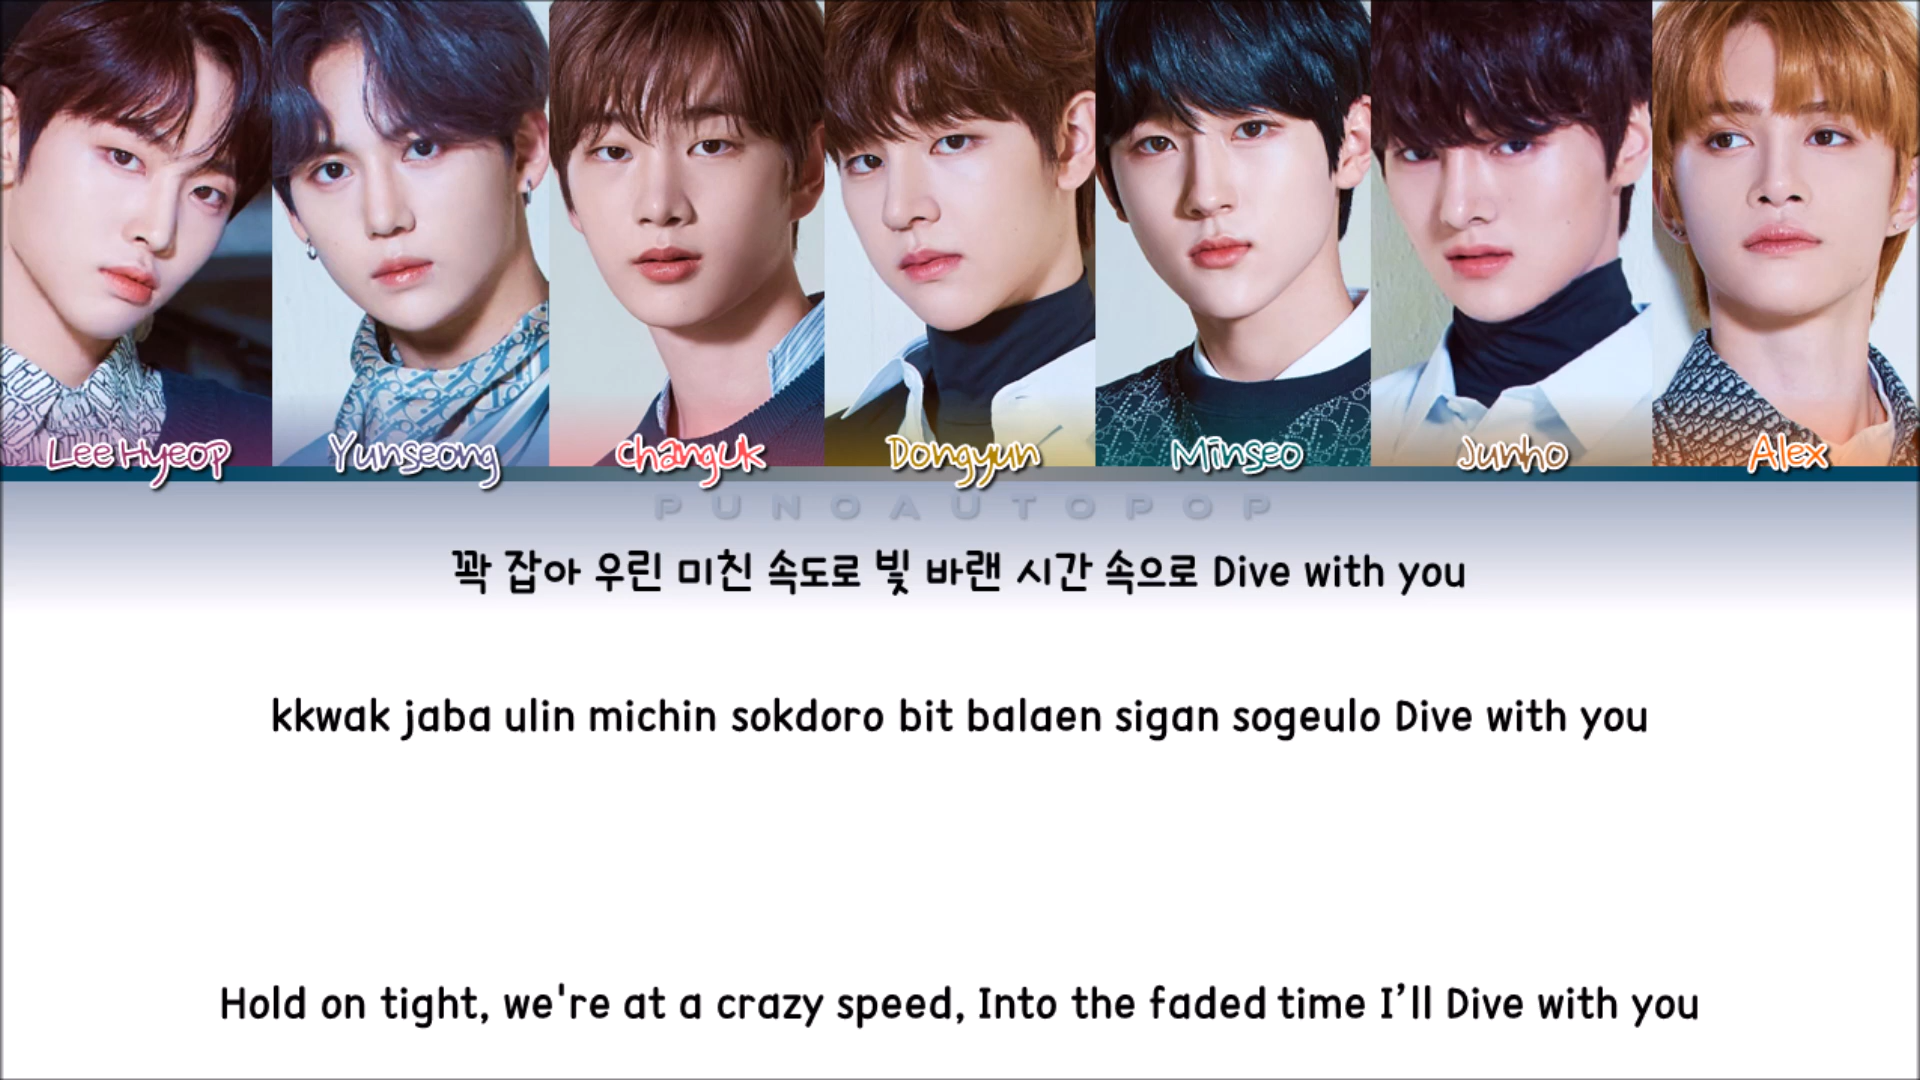 Lee Hyeop Yunseong Changuk Dongyun Minseo Junho Alex
PUNOAUTOPOP
꽉 잡아 우린 미친 속도로 빛 바랜 시간 속으로 Dive with you
kkwak jaba ulin michin sokdoro bit balaen sigan sogeulo Dive with you
Hold on tight, we're at a crazy speed, Into the faded time I’ll Dive with you